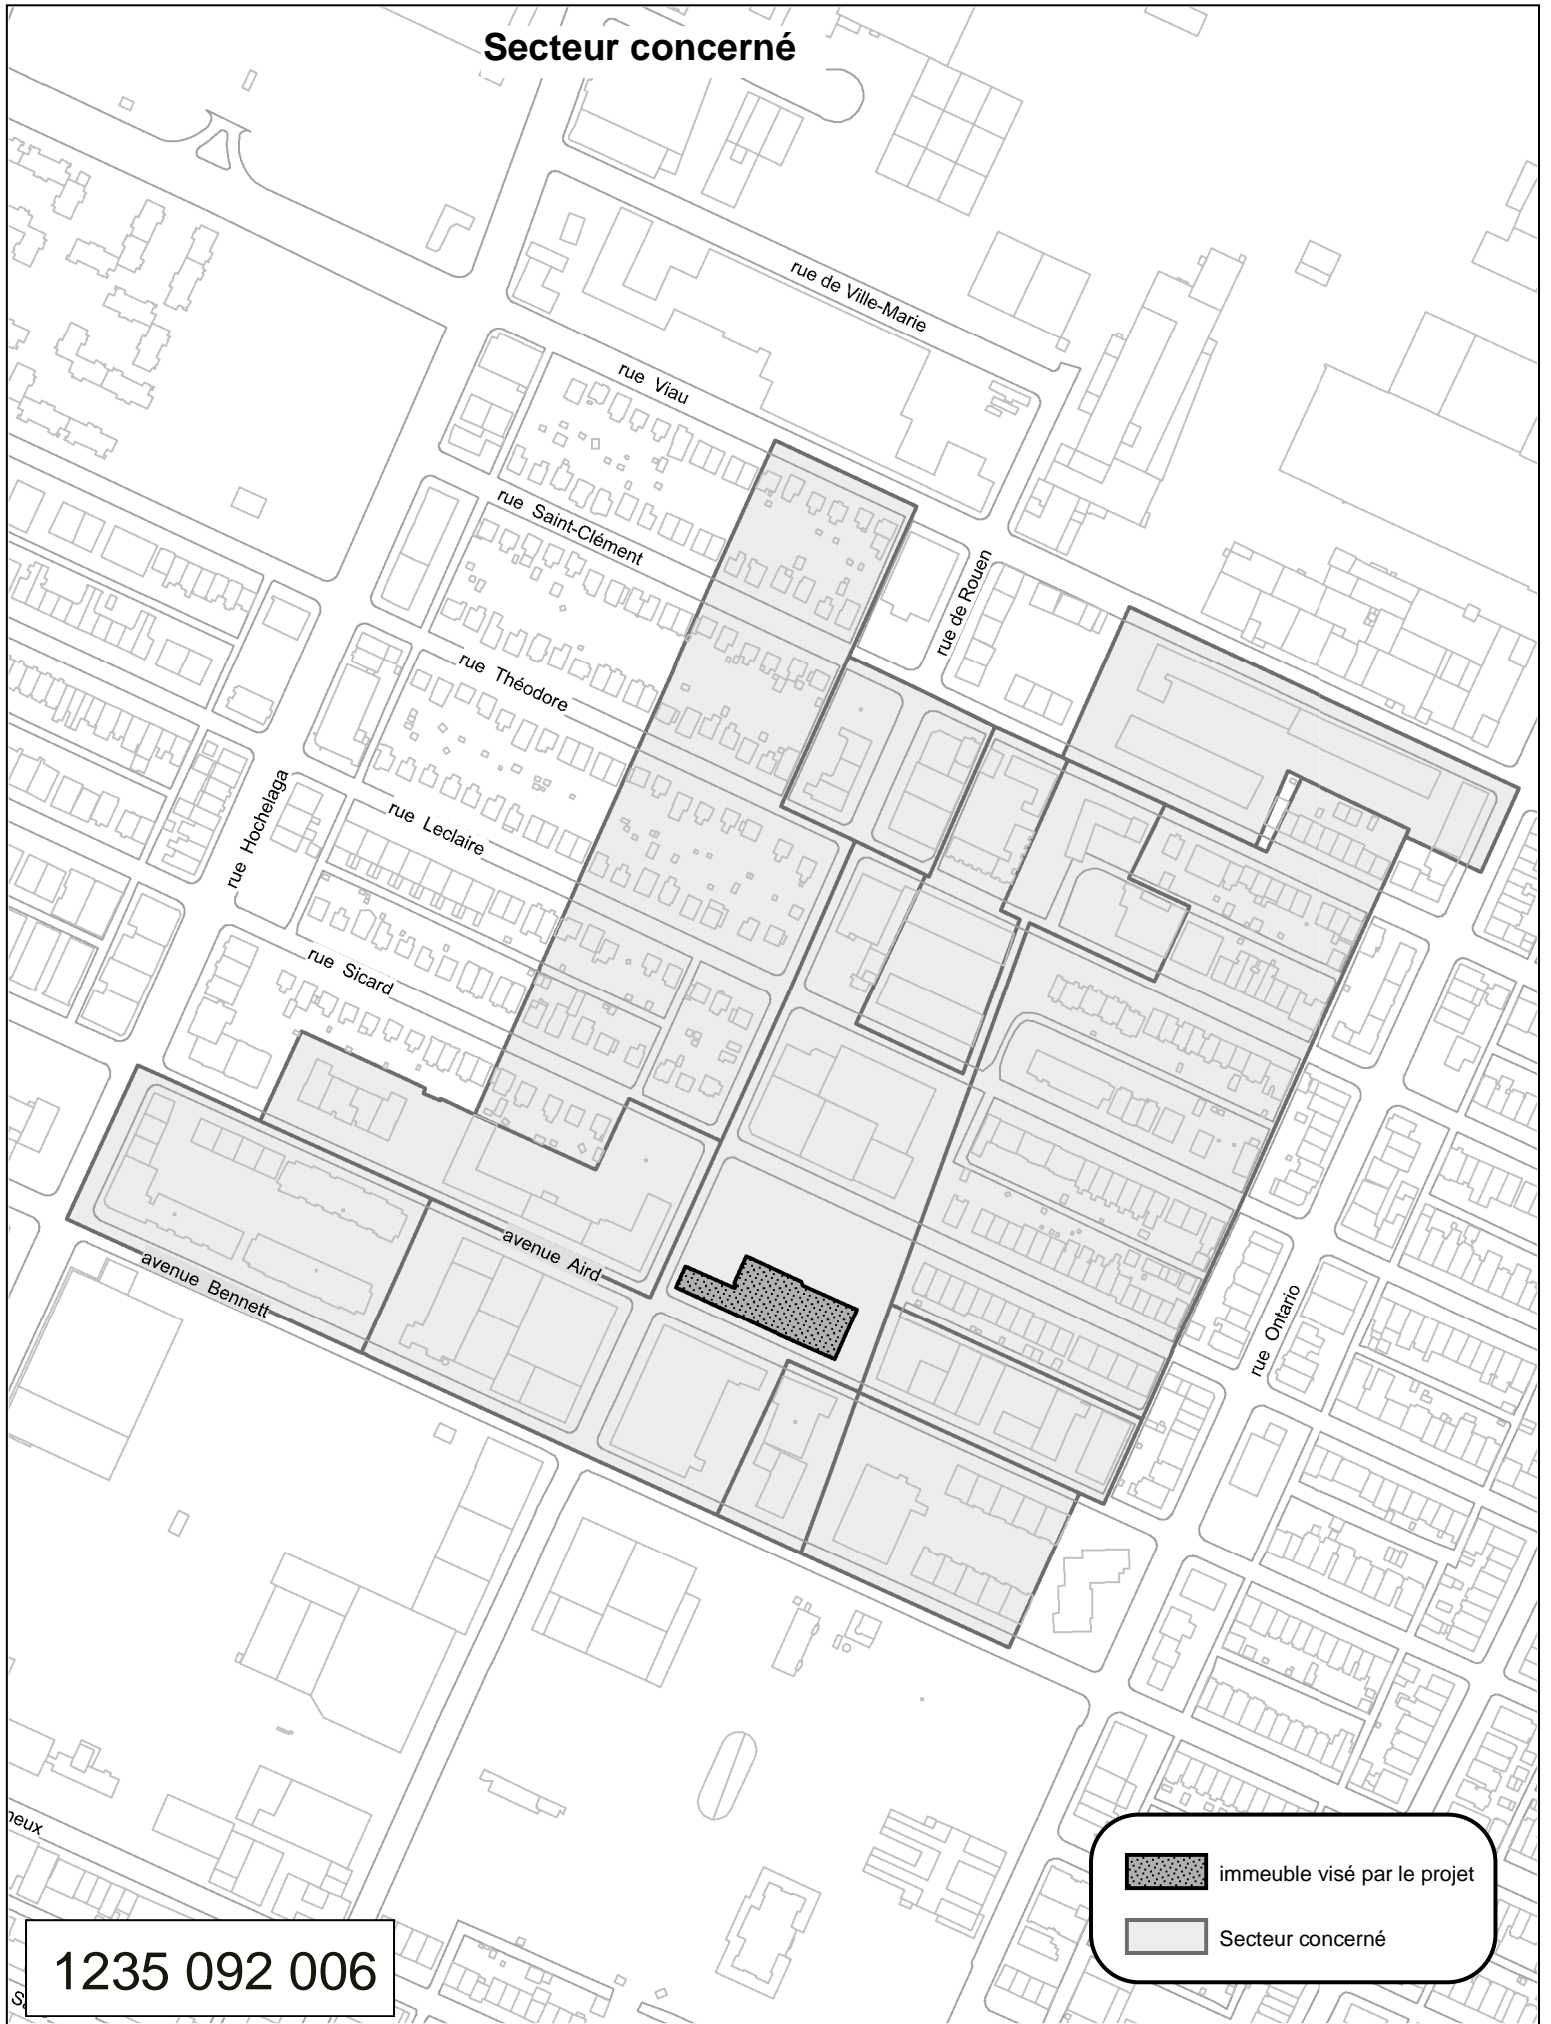 Secteur concerné
rue de Ville-Marie
rue Viau
rue Saint-Clément
rue de Rouen
rue Théodore
rue Hochelaga
rue Leclaire
rue Sicard
avenue Aird
avenue Bennett
rue Ontario
neux
immeuble visé par le projet
Secteur concerné
1235 092 006